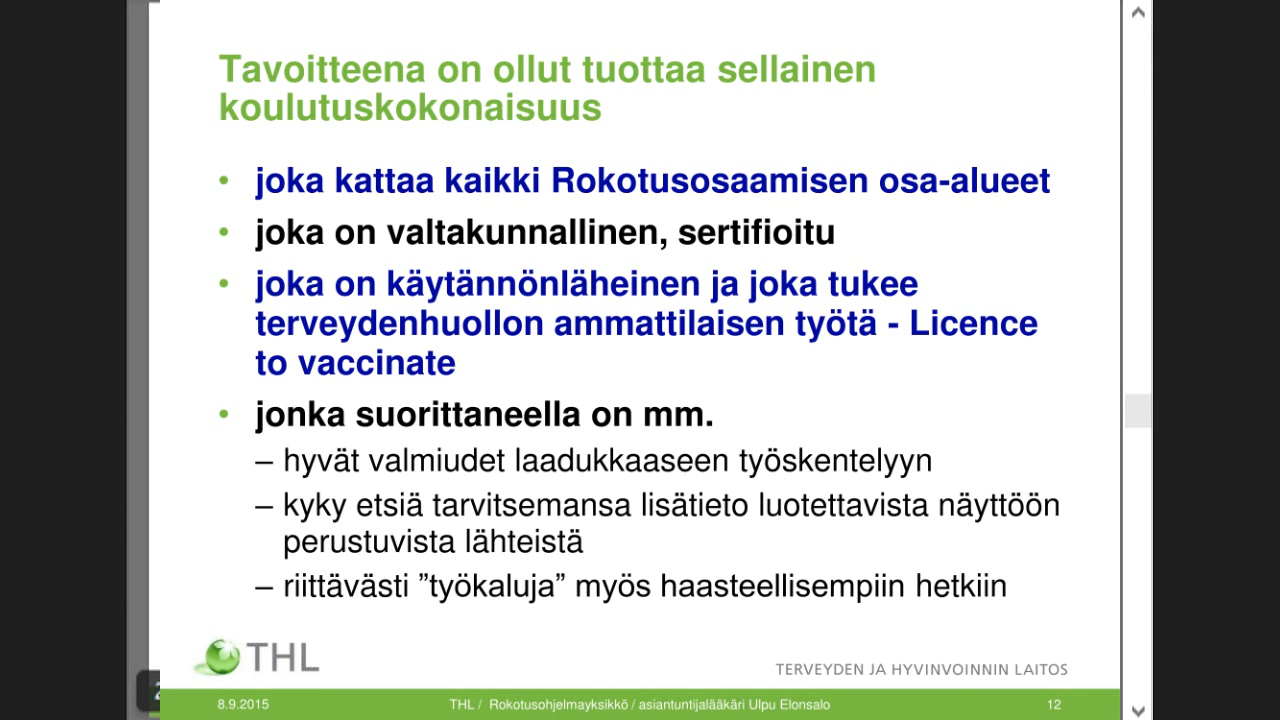 Tavoitteena on ollut tuottaa sellainen
koulutuskokonaisuus
• joka kattaa kaikki Rokotusosaamisen osa-alueet
• joka on valtakunnallinen, sertifioitu
• joka on käytännönläheinen ja joka tukee
terveydenhuollon ammattilaisen työtä - Licence
to vaccinate
• jonka suorittaneella on mm.
– hyvät valmiudet laadukkaaseen työskentelyyn
– kyky etsiä tarvitsemansa lisätieto luotettavista näyttöön
perustuvista lähteistä
– riittävästi ”työkaluja” myös haasteellisempiin hetkiin
THL
TERVEYDEN JA HYVINVOINNIN LAITOS
8.9.2015 THL / Rokotusohjelmayksikkö / asiantuntijalääkäri Ulpu Elonsalo 12